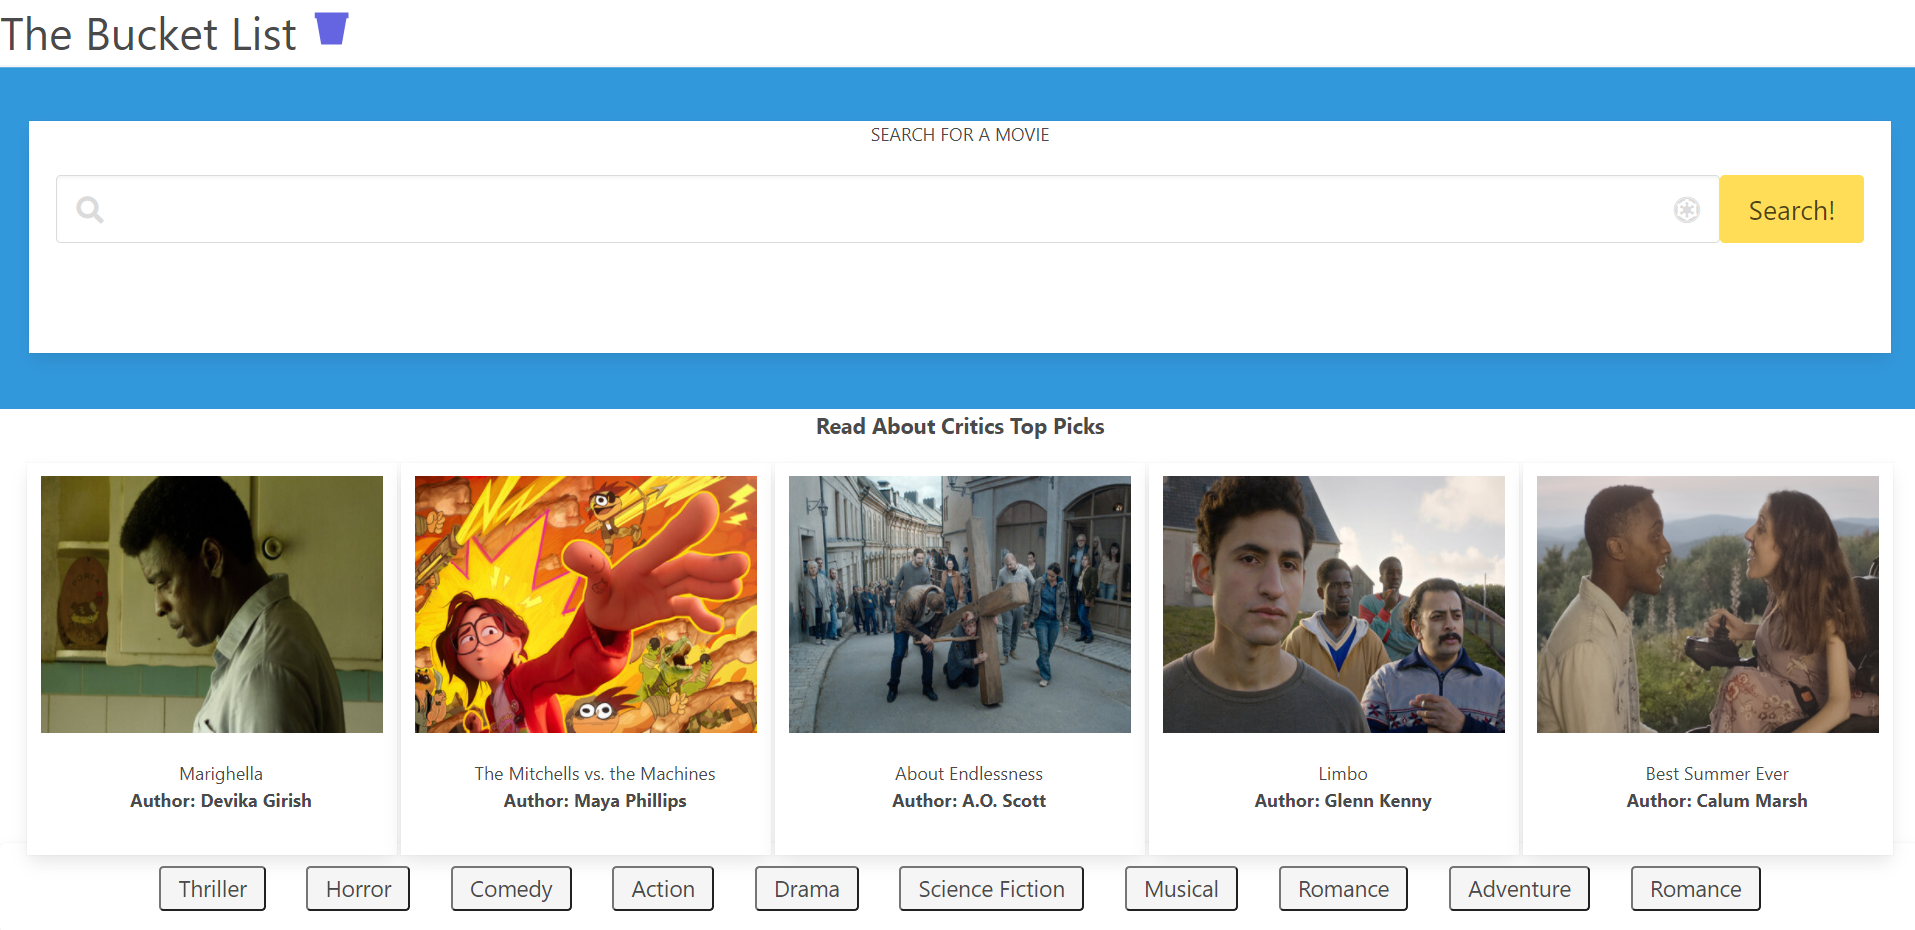 The Bucket List
SEARCH FOR A MOVIE
Search!
Read About Critics Top Picks
Marighella
Author: Devika Girish
The Mitchells vs. the Machines
Author: Maya Phillips
About Endlessness
Author: A.O. Scott
Limbo
Author: Glenn Kenny
Best Summer Ever
Author: Calum Marsh
Thriller
Horror
Comedy
Action
Drama
Science Fiction
Musical
Romance
Adventure
Romance